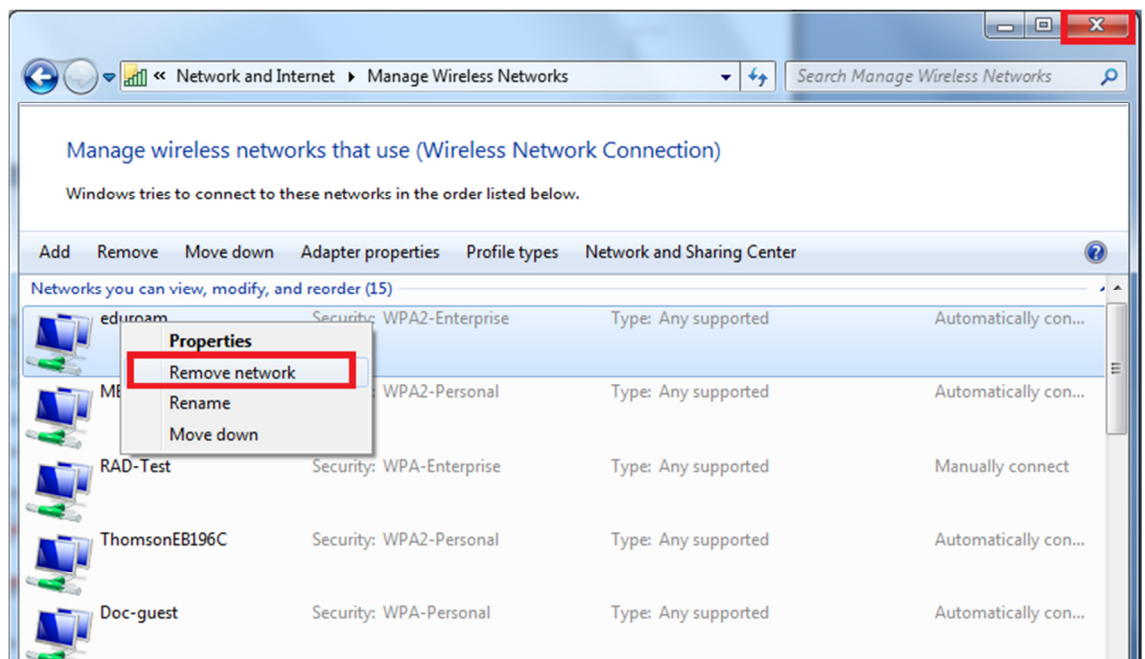 « Network and Internet ▸ Manage Wireless Networks
Search Manage Wireless Networks
Manage wireless networks that use (Wireless Network Connection)
Windows tries to connect to these networks in the order listed below.
Add Remove Move down Adapter properties Profile types Network and Sharing Center
Networks you can view, modify, and reorder (15)
eduroam Security: WPA2-Enterprise Type: Any supported Automatically con...
Properties
Remove network
WPA2-Personal Type: Any supported Automatically con...
Rename
Move down
RAD-Test Security: WPA-Enterprise Type: Any supported Manually connect
ThomsonEB196C Security: WPA2-Personal Type: Any supported Automatically con...
Doc-guest Security: WPA-Personal Type: Any supported Automatically con...